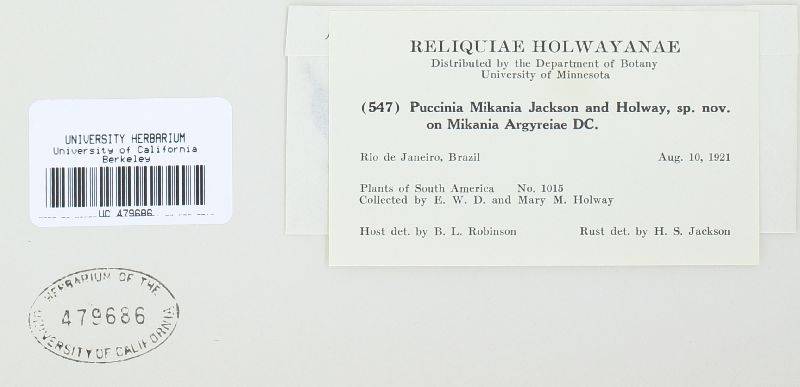 UNIVERSITY HERBARIUM
University of California
Berkeley
UC 479686
HERBARIUM OF THE
479686
UNIVERSITY OF CALIFORNIA
RELIQUIAE HOLWAYANAE
Distributed by the Department of Botany
University of Minnesota
(547) Puccinia Mikania Jackson and Holway, sp. nov.
on Mikania Argyreiae DC.
Rio de Janeiro, Brazil Aug. 10, 1921
Plants of South America No. 1015
Collected by E. W. D. and Mary M. Holway
Host det. by B. L. Robinson Rust det. by H. S. Jackson